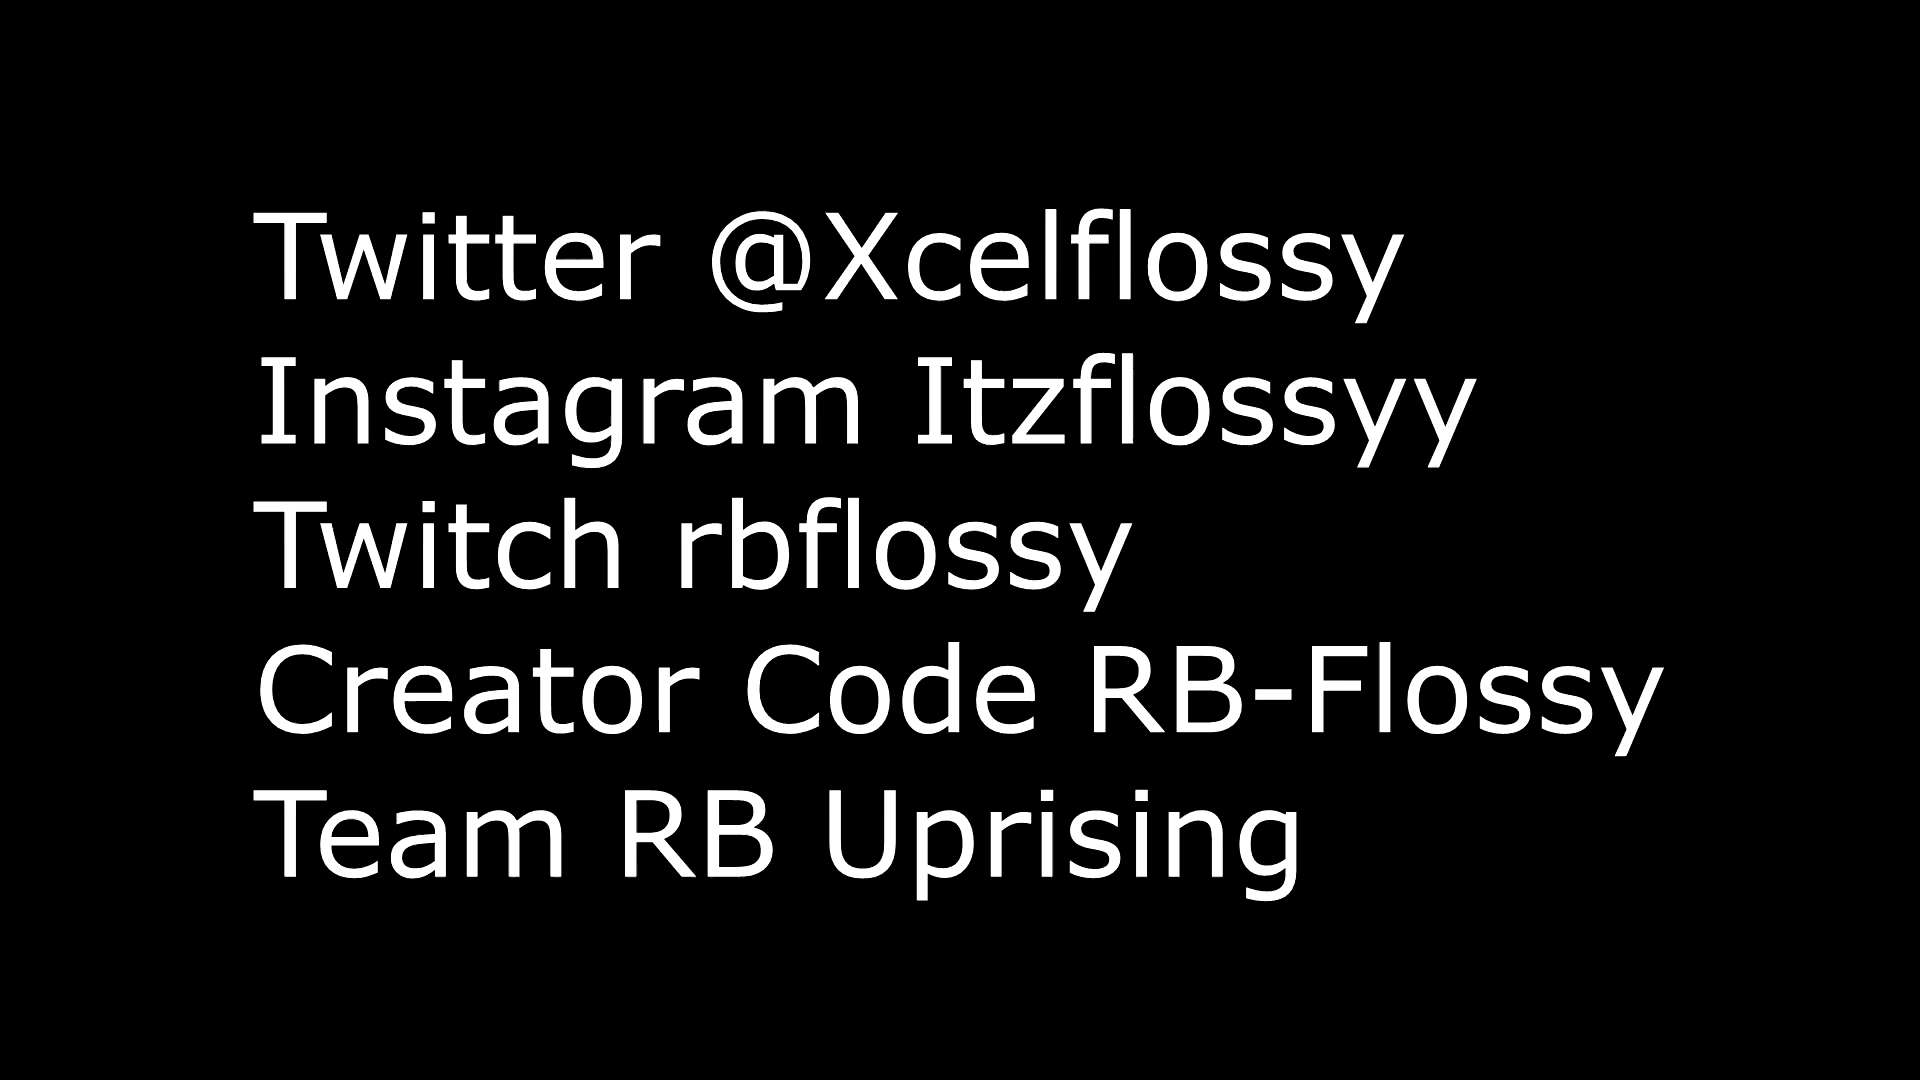 Twitter @Xcelflossy
Instagram Itzflossyy
Twitch rbflossy
Creator Code RB-Flossy
Team RB Uprising